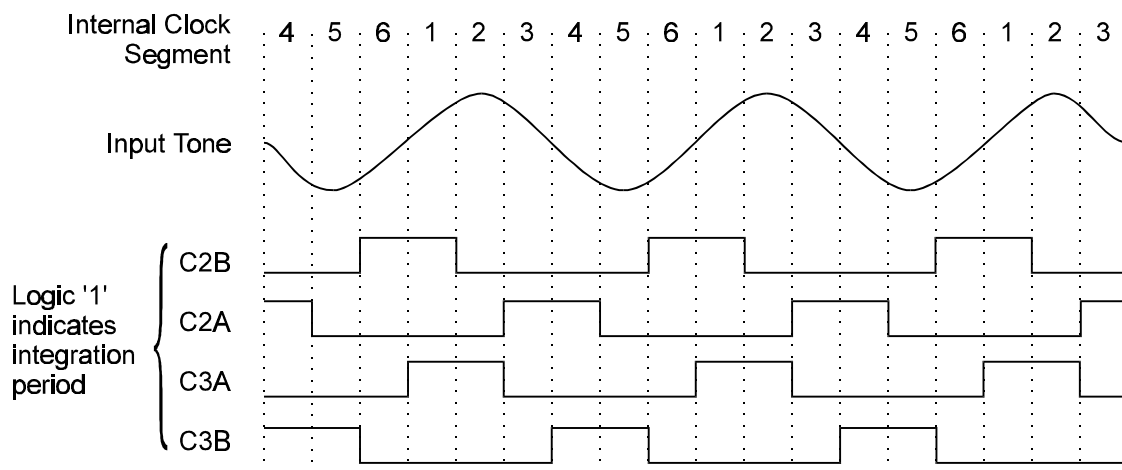 Internal Clock
Segment
4 5 6 1 2 3 4 5 6 1 2 3 4 5 6 1 2 3
Input Tone
C2B
Logic '1'
indicates
integration
period
C2A
C3A
C3B